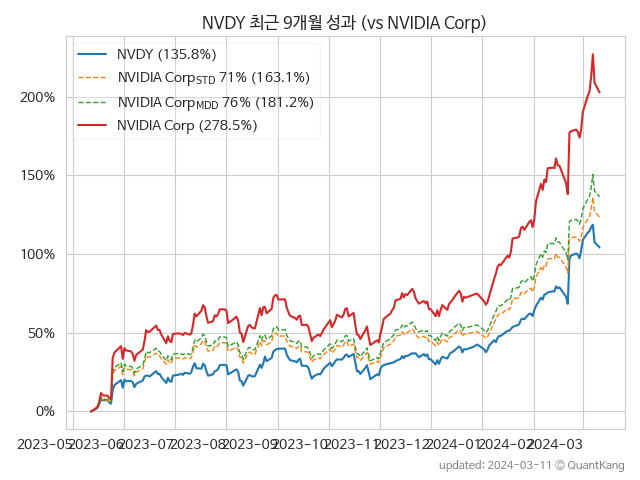 NVDY 최근 9개월 성과 (vs NVIDIA Corp)
NVDY (135.8%)
NVIDIA CorpSTD 71% (163.1%)
NVIDIA CorpMDD 76% (181.2%)
NVIDIA Corp (278.5%)
200%
150%
100%
50%
0%
2023-05 2023-06 2023-07 2023-08 2023-09 2023-10 2023-11 2023-12 2024-01 2024-02 2024-03
updated: 2024-03-11 © QuantKang